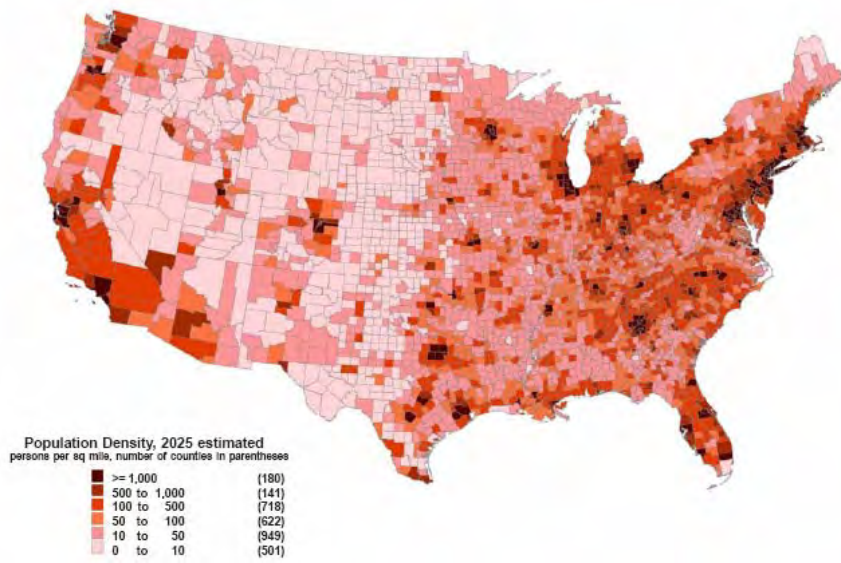 Population Density, 2025 estimated
persons per sq mile, number of counties in parentheses
>= 1,000 (180)
500 to 1,000 (141)
100 to 500 (718)
50 to 100 (622)
10 to 50 (949)
0 to 10 (501)